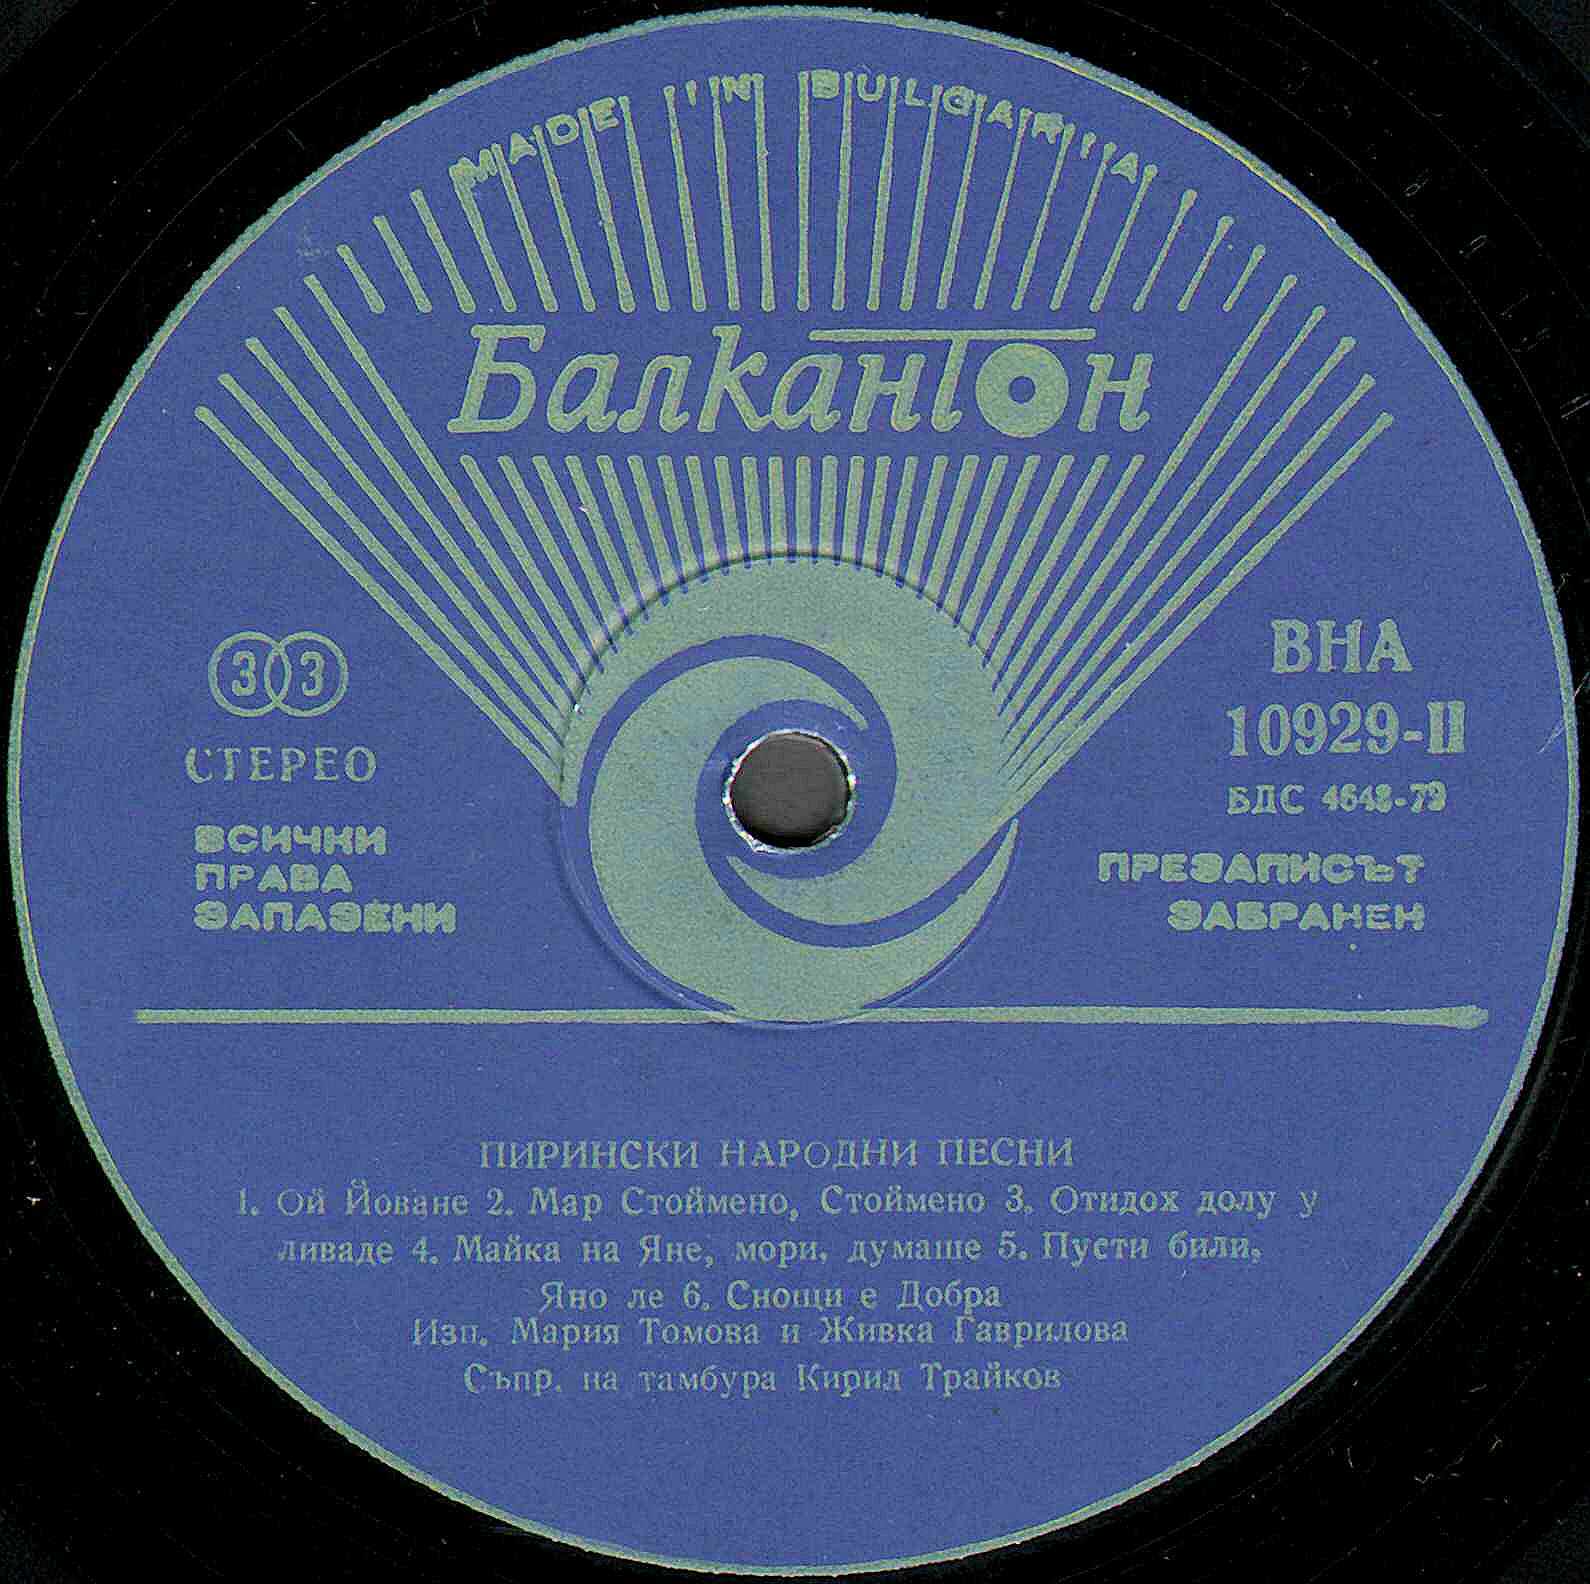 MADE IN BULGARIA
Балкантон
33
СТЕРЕО
ВСИЧКИ
ПРАВА
ЗАПАЗЕНИ
ВНА
10929-II
БДС 4648-79
ПРЕЗАПИСЪТ
ЗАБРАНЕН
ПИРИНСКИ НАРОДНИ ПЕСНИ
1. Ой Йоване 2. Мар Стоймено, Стоймено 3. Отидох долу у
ливаде 4. Майка на Яне, мори, думаше 5. Пусти били,
Яно ле 6. Снощи е Добра
Изп. Мария Томова и Живка Гаврилова
Съпр. на тамбура Кирил Трайков